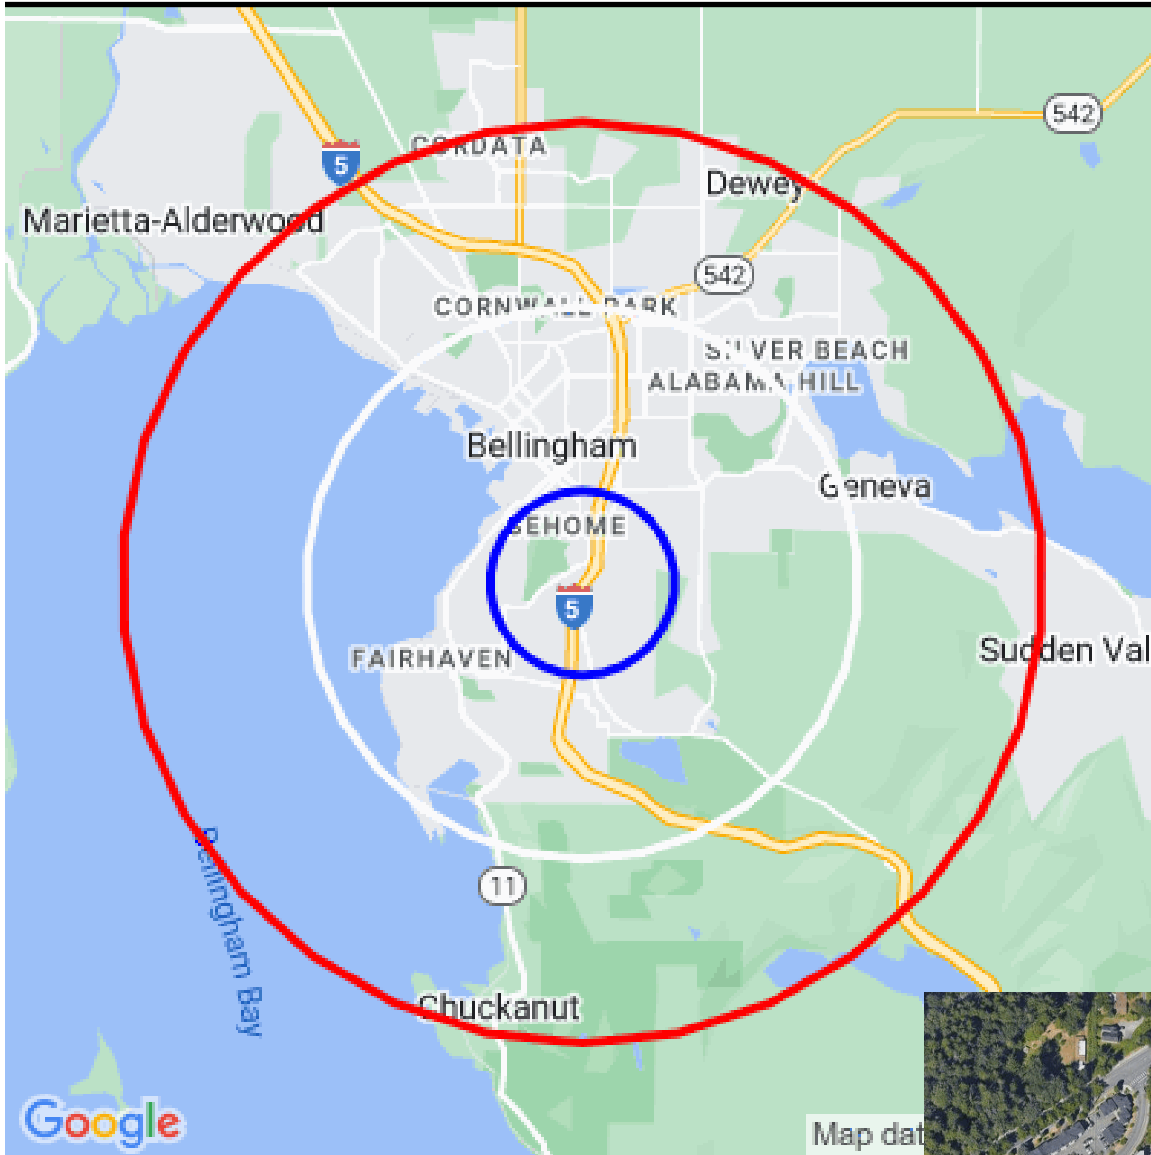 542
CORDATA
5
Dewey
Marietta-Alderwood
542
CORNWALL PARK
SILVER BEACH
ALABAMA HILL
Bellingham
Geneva
SEHOME
5
FAIRHAVEN
Sudden Val
11
Bellingham Bay
Chuckanut
Google
Map dat